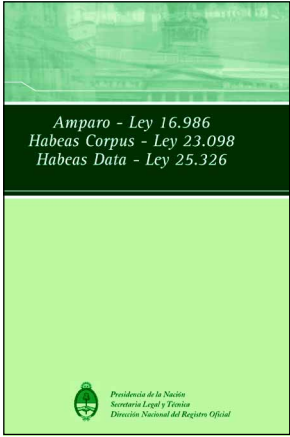 Amparo - Ley 16.986
Habeas Corpus - Ley 23.098
Habeas Data - Ley 25.326
Presidencia de la Nación
Secretaría Legal y Técnica
Dirección Nacional del Registro Oficial